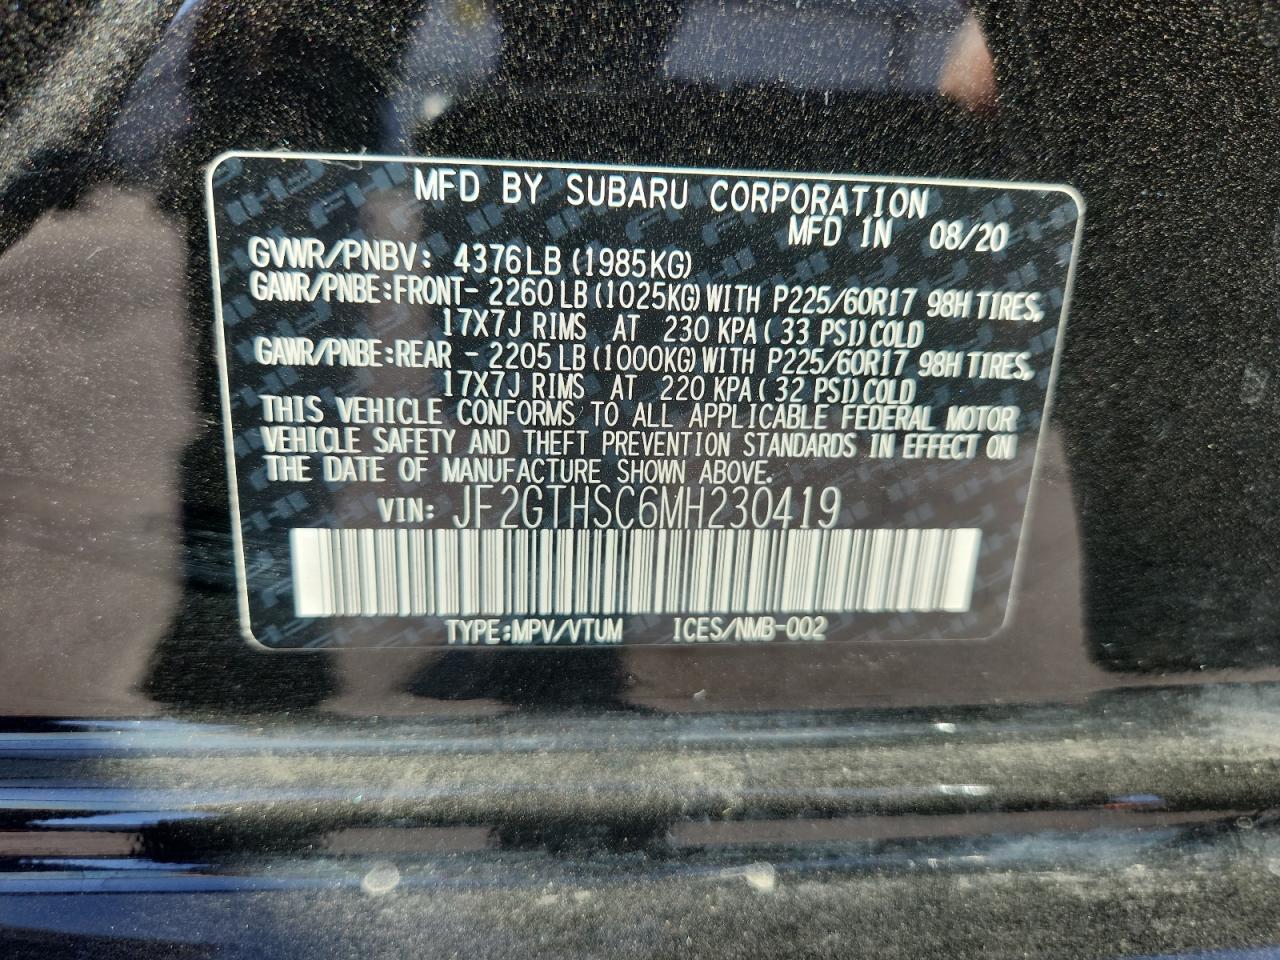 MFD BY SUBARU CORPORATION
MFD IN 08/20
GVWR/PNBV: 4376LB (1985KG)
GAWR/PNBE:FRONT- 2260 LB (1025KG) WITH P225/60R17 98H TIRES,
17X7J RIMS AT 230 KPA ( 33 PSI) COLD
GAWR/PNBE:REAR - 2205 LB (1000KG) WITH P225/60R17 98H TIRES,
17X7J RIMS AT 220 KPA ( 32 PSI) COLD
THIS VEHICLE CONFORMS TO ALL APPLICABLE FEDERAL MOTOR
VEHICLE SAFETY AND THEFT PREVENTION STANDARDS IN EFFECT ON
THE DATE OF MANUFACTURE SHOWN ABOVE.
VIN: JF2GTHSC6MH230419
TYPE:MPV/VTUM ICES/NMB-002